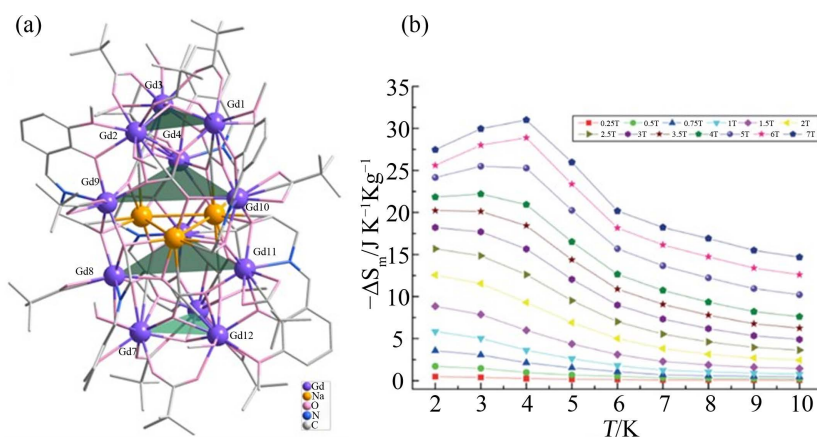 (a)
Gd3
Gd1
Gd2
Gd4
Gd9
Gd10
Gd8
Gd11
Gd7
Gd12
Gd
Na
O
N
C
(b)
35
30
25
20
15
10
5
0
−ΔSm/J K⁻¹Kg⁻¹
0.25T 0.5T 0.75T 1T 1.5T 2T
2.5T 3T 3.5T 4T 5T 6T 7T
2 3 4 5 6 7 8 9 10
T/K